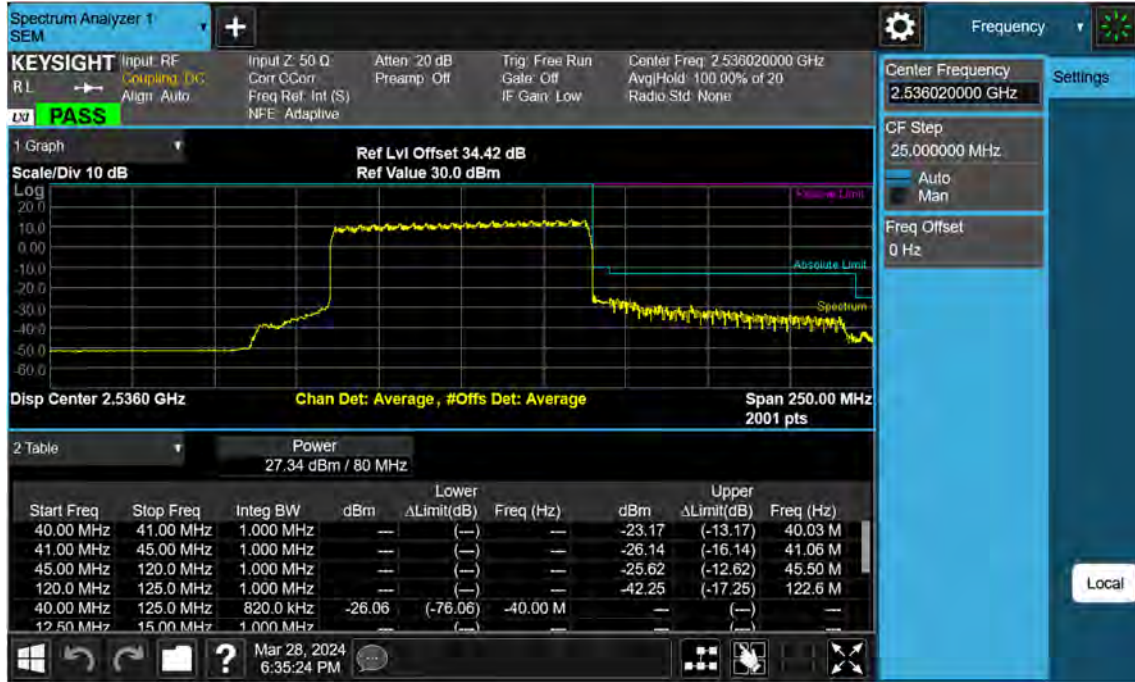 Spectrum Analyzer 1
SEM
Frequency
KEYSIGHT
RL
LXI PASS
Input: RF
Coupling: DC
Align: Auto
Input Z: 50 Ω
Corr CCorr
Freq Ref: Int (S)
NFE: Adaptive
Atten: 20 dB
Preamp: Off
Trig: Free Run
Gate: Off
IF Gain: Low
Center Freq: 2.536020000 GHz
Avg|Hold: 100.00% of 20
Radio Std: None
Center Frequency
2.536020000 GHz
Settings
CF Step
25.000000 MHz
Auto
Man
Freq Offset
0 Hz
1 Graph
Scale/Div 10 dB
Ref Lvl Offset 34.42 dB
Ref Value 30.0 dBm
Log
20.0
10.0
0.00
-10.0
-20.0
-30.0
-40.0
-50.0
-60.0
Relative Limit
Absolute Limit
Spectrum
Disp Center 2.5360 GHz
Chan Det: Average, #Offs Det: Average
Span 250.00 MHz
2001 pts
2 Table
Power
27.34 dBm / 80 MHz
Lower Upper
Start Freq Stop Freq Integ BW dBm ΔLimit(dB) Freq (Hz) dBm ΔLimit(dB) Freq (Hz)
40.00 MHz 41.00 MHz 1.000 MHz --- (---) --- -23.17 (-13.17) 40.03 M
41.00 MHz 45.00 MHz 1.000 MHz --- (---) --- -26.14 (-16.14) 41.06 M
45.00 MHz 120.0 MHz 1.000 MHz --- (---) --- -25.62 (-12.62) 45.50 M
120.0 MHz 125.0 MHz 1.000 MHz --- (---) --- -42.25 (-17.25) 122.6 M
40.00 MHz 125.0 MHz 820.0 kHz -26.06 (-76.06) -40.00 M --- (---) ---
12.50 MHz 15.00 MHz 1.000 MHz --- (---) --- --- (---) ---
Local
?
Mar 28, 2024
6:35:24 PM